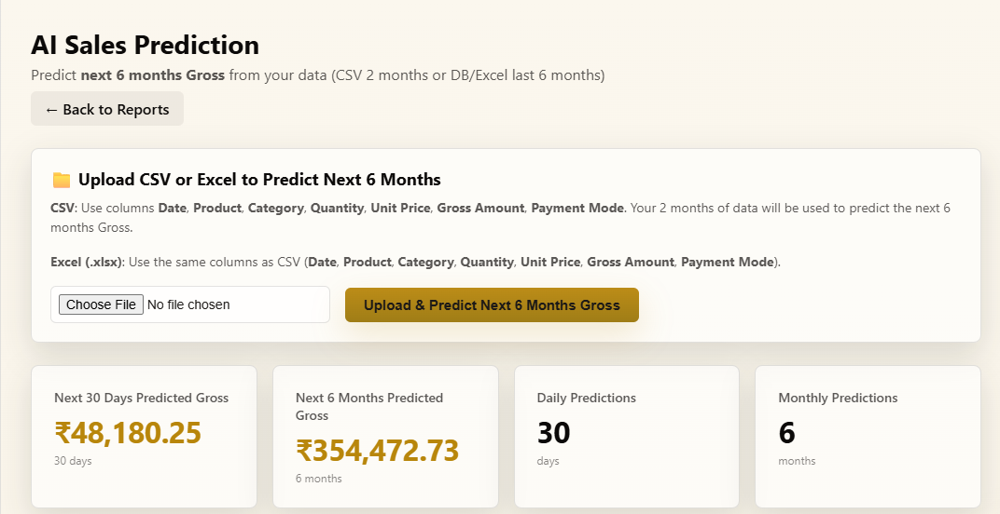 AI Sales Prediction
Predict next 6 months Gross from your data (CSV 2 months or DB/Excel last 6 months)
← Back to Reports
Upload CSV or Excel to Predict Next 6 Months
CSV: Use columns Date, Product, Category, Quantity, Unit Price, Gross Amount, Payment Mode. Your 2 months of data will be used to predict the next 6
months Gross.
Excel (.xlsx): Use the same columns as CSV (Date, Product, Category, Quantity, Unit Price, Gross Amount, Payment Mode).
Choose File No file chosen
Upload & Predict Next 6 Months Gross
Next 30 Days Predicted Gross
₹48,180.25
30 days
Next 6 Months Predicted
Gross
₹354,472.73
6 months
Daily Predictions
30
days
Monthly Predictions
6
months